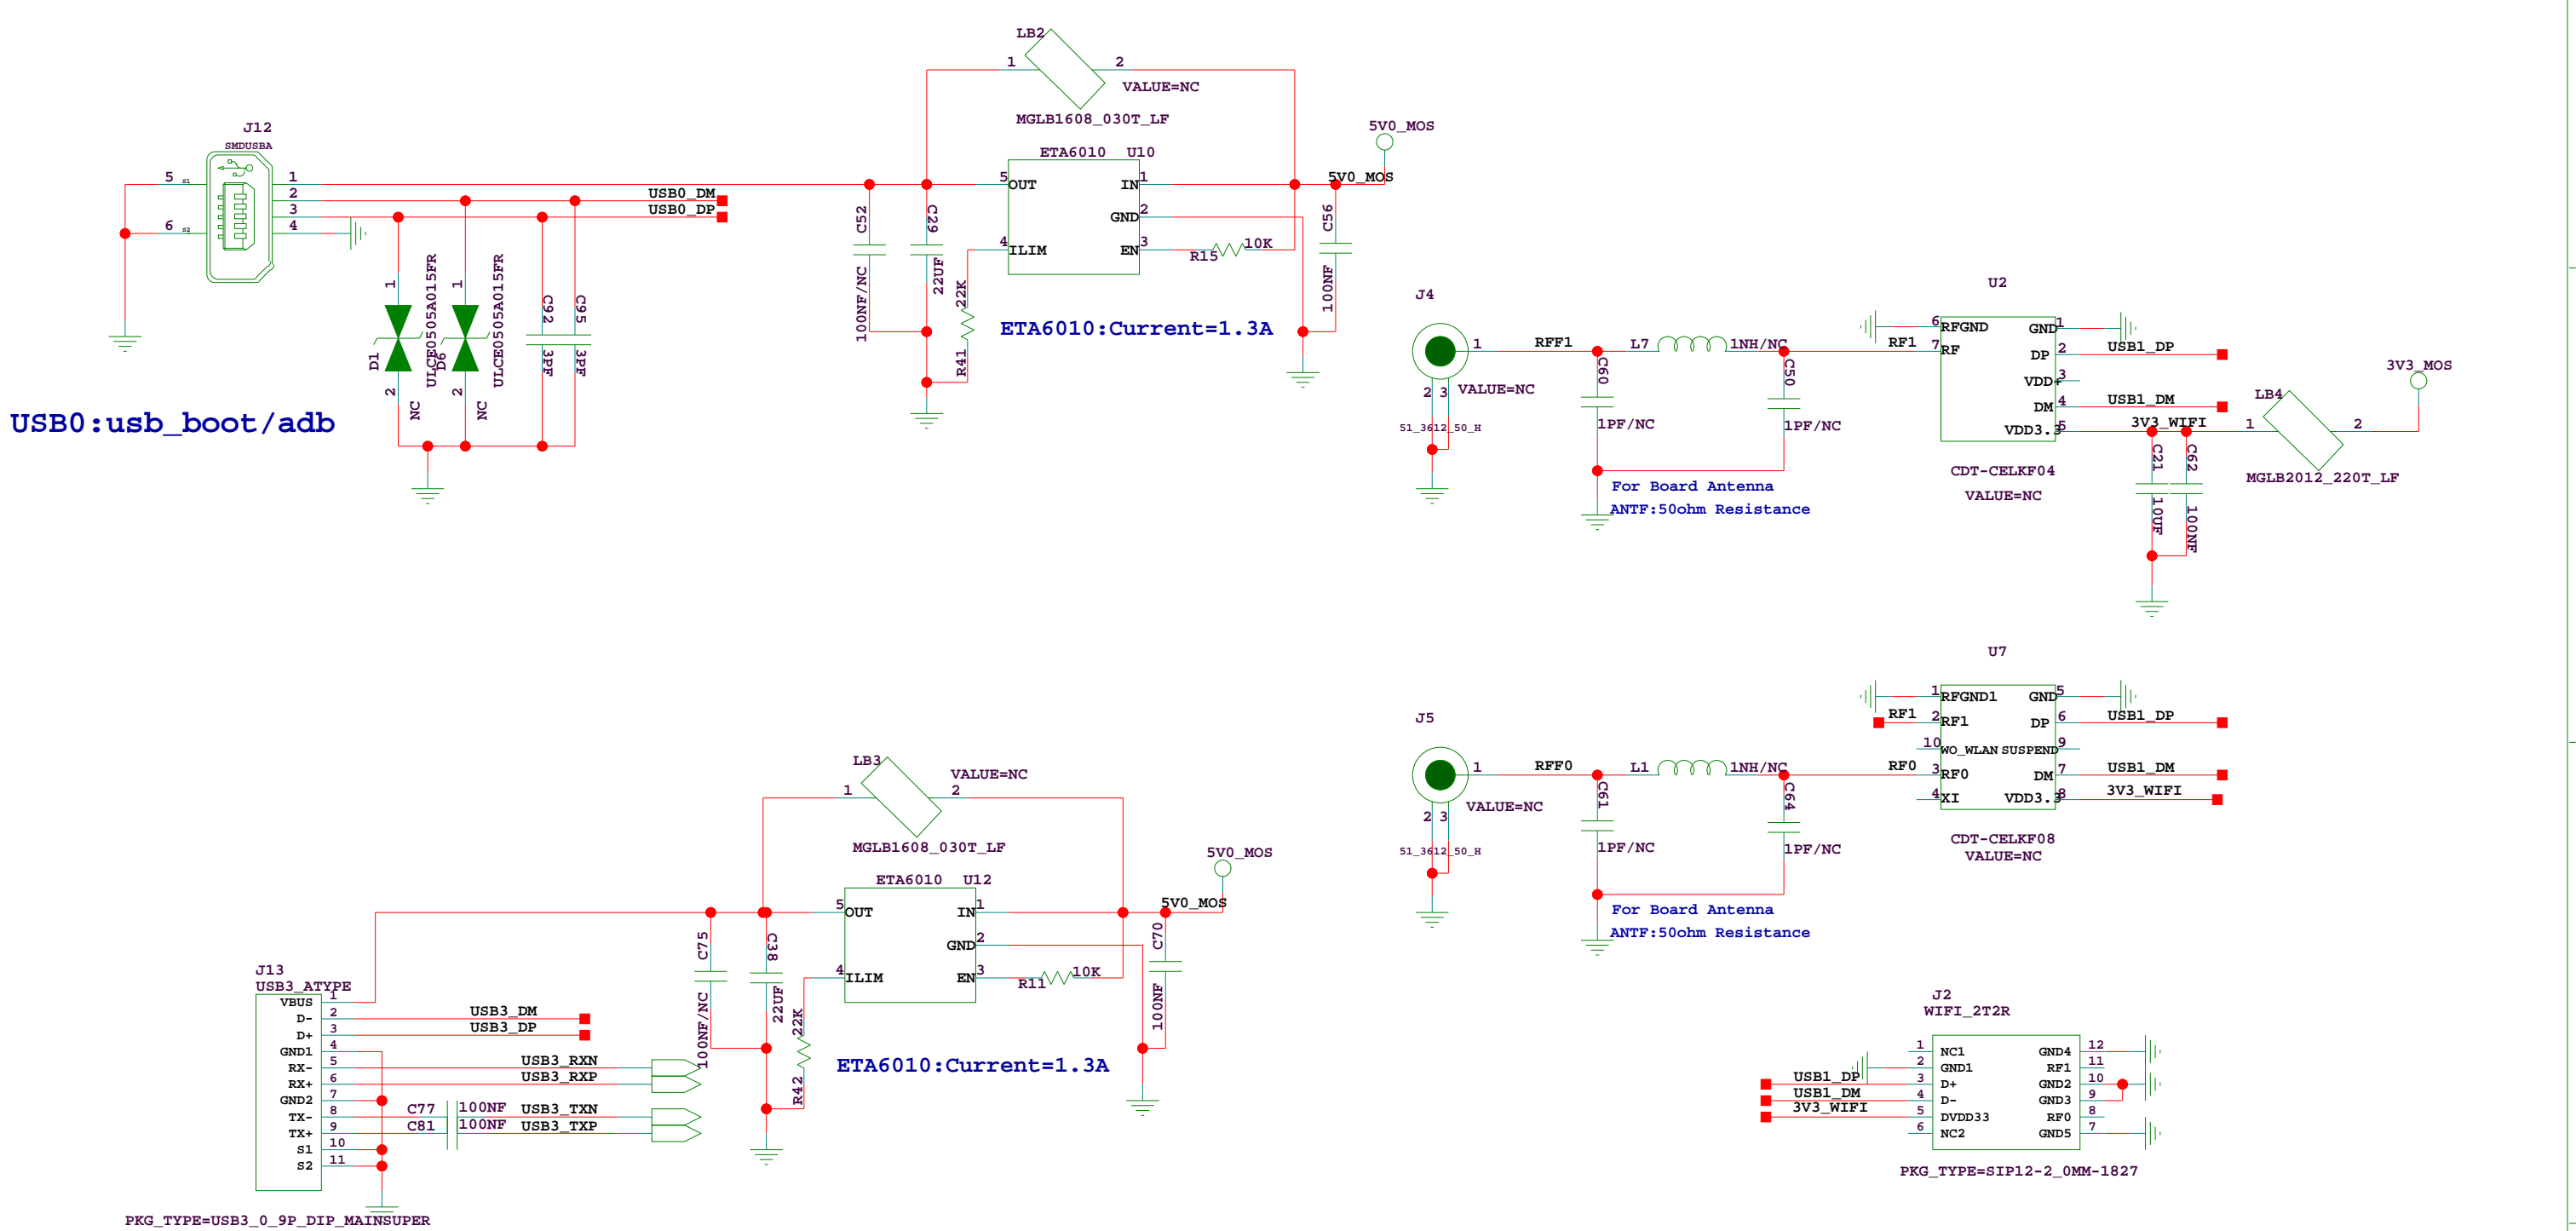 LB2
1
2
VALUE=NC
MGLB1608_030T_LF
J12
SMDUSBA
5
S1
6
S2
1
2
3
4
USB0_DM
USB0_DP
ETA6010 U10
5
OUT
IN
1
GND
2
4
ILIM
EN
3
R15
10K
5V0_MOS
5V0_MOS
C52
100NF/NC
C29
22UF
22K
R41
C56
100NF
ETA6010:Current=1.3A
1
D1
2
ULCE0505A015FR
NC
1
D6
2
ULCE0505A015FR
NC
C92
3PF
C95
3PF
USB0:usb_boot/adb
J4
1
RFF1
2
3
VALUE=NC
51_3612_50_H
L7
1NH/NC
C60
1PF/NC
C50
1PF/NC
RF1
For Board Antenna
ANTF:50ohm Resistance
U2
6
RFGND
7
RF
GND
1
DP
2
USB1_DP
VDD+
3
DM
4
USB1_DM
VDD3.3
5
3V3_WIFI
CDT-CELKF04
VALUE=NC
C21
10UF
C62
100NF
LB4
1
2
MGLB2012_220T_LF
3V3_MOS
LB3
1
2
VALUE=NC
MGLB1608_030T_LF
ETA6010 U12
5
OUT
IN
1
GND
2
4
ILIM
EN
3
R11
10K
5V0_MOS
5V0_MOS
C75
100NF/NC
C38
22UF
22K
R42
C70
100NF
ETA6010:Current=1.3A
J13
USB3_ATYPE
VBUS 1
D- 2 USB3_DM
D+ 3 USB3_DP
GND1 4
RX- 5 USB3_RXN
RX+ 6 USB3_RXP
GND2 7
TX- 8 C77 100NF USB3_TXN
TX+ 9 C81 100NF USB3_TXP
S1 10
S2 11
PKG_TYPE=USB3_0_9P_DIP_MAINSUPER
J5
1
RFF0
2
3
VALUE=NC
51_3612_50_H
L1
1NH/NC
C61
1PF/NC
C64
1PF/NC
RF0
For Board Antenna
ANTF:50ohm Resistance
U7
1
RFGND1
RF1
2
RF1
10
WO_WLAN
3
RF0
4
XI
GND
5
DP
6
USB1_DP
SUSPEND
9
DM
7
USB1_DM
VDD3.3
8
3V3_WIFI
CDT-CELKF08
VALUE=NC
J2
WIFI_2T2R
1 NC1 GND4 12
2 GND1 RF1 11
USB1_DP 3 D+ GND2 10
USB1_DM 4 D- GND3 9
3V3_WIFI 5 DVDD33 RF0 8
6 NC2 GND5 7
PKG_TYPE=SIP12-2_0MM-1827